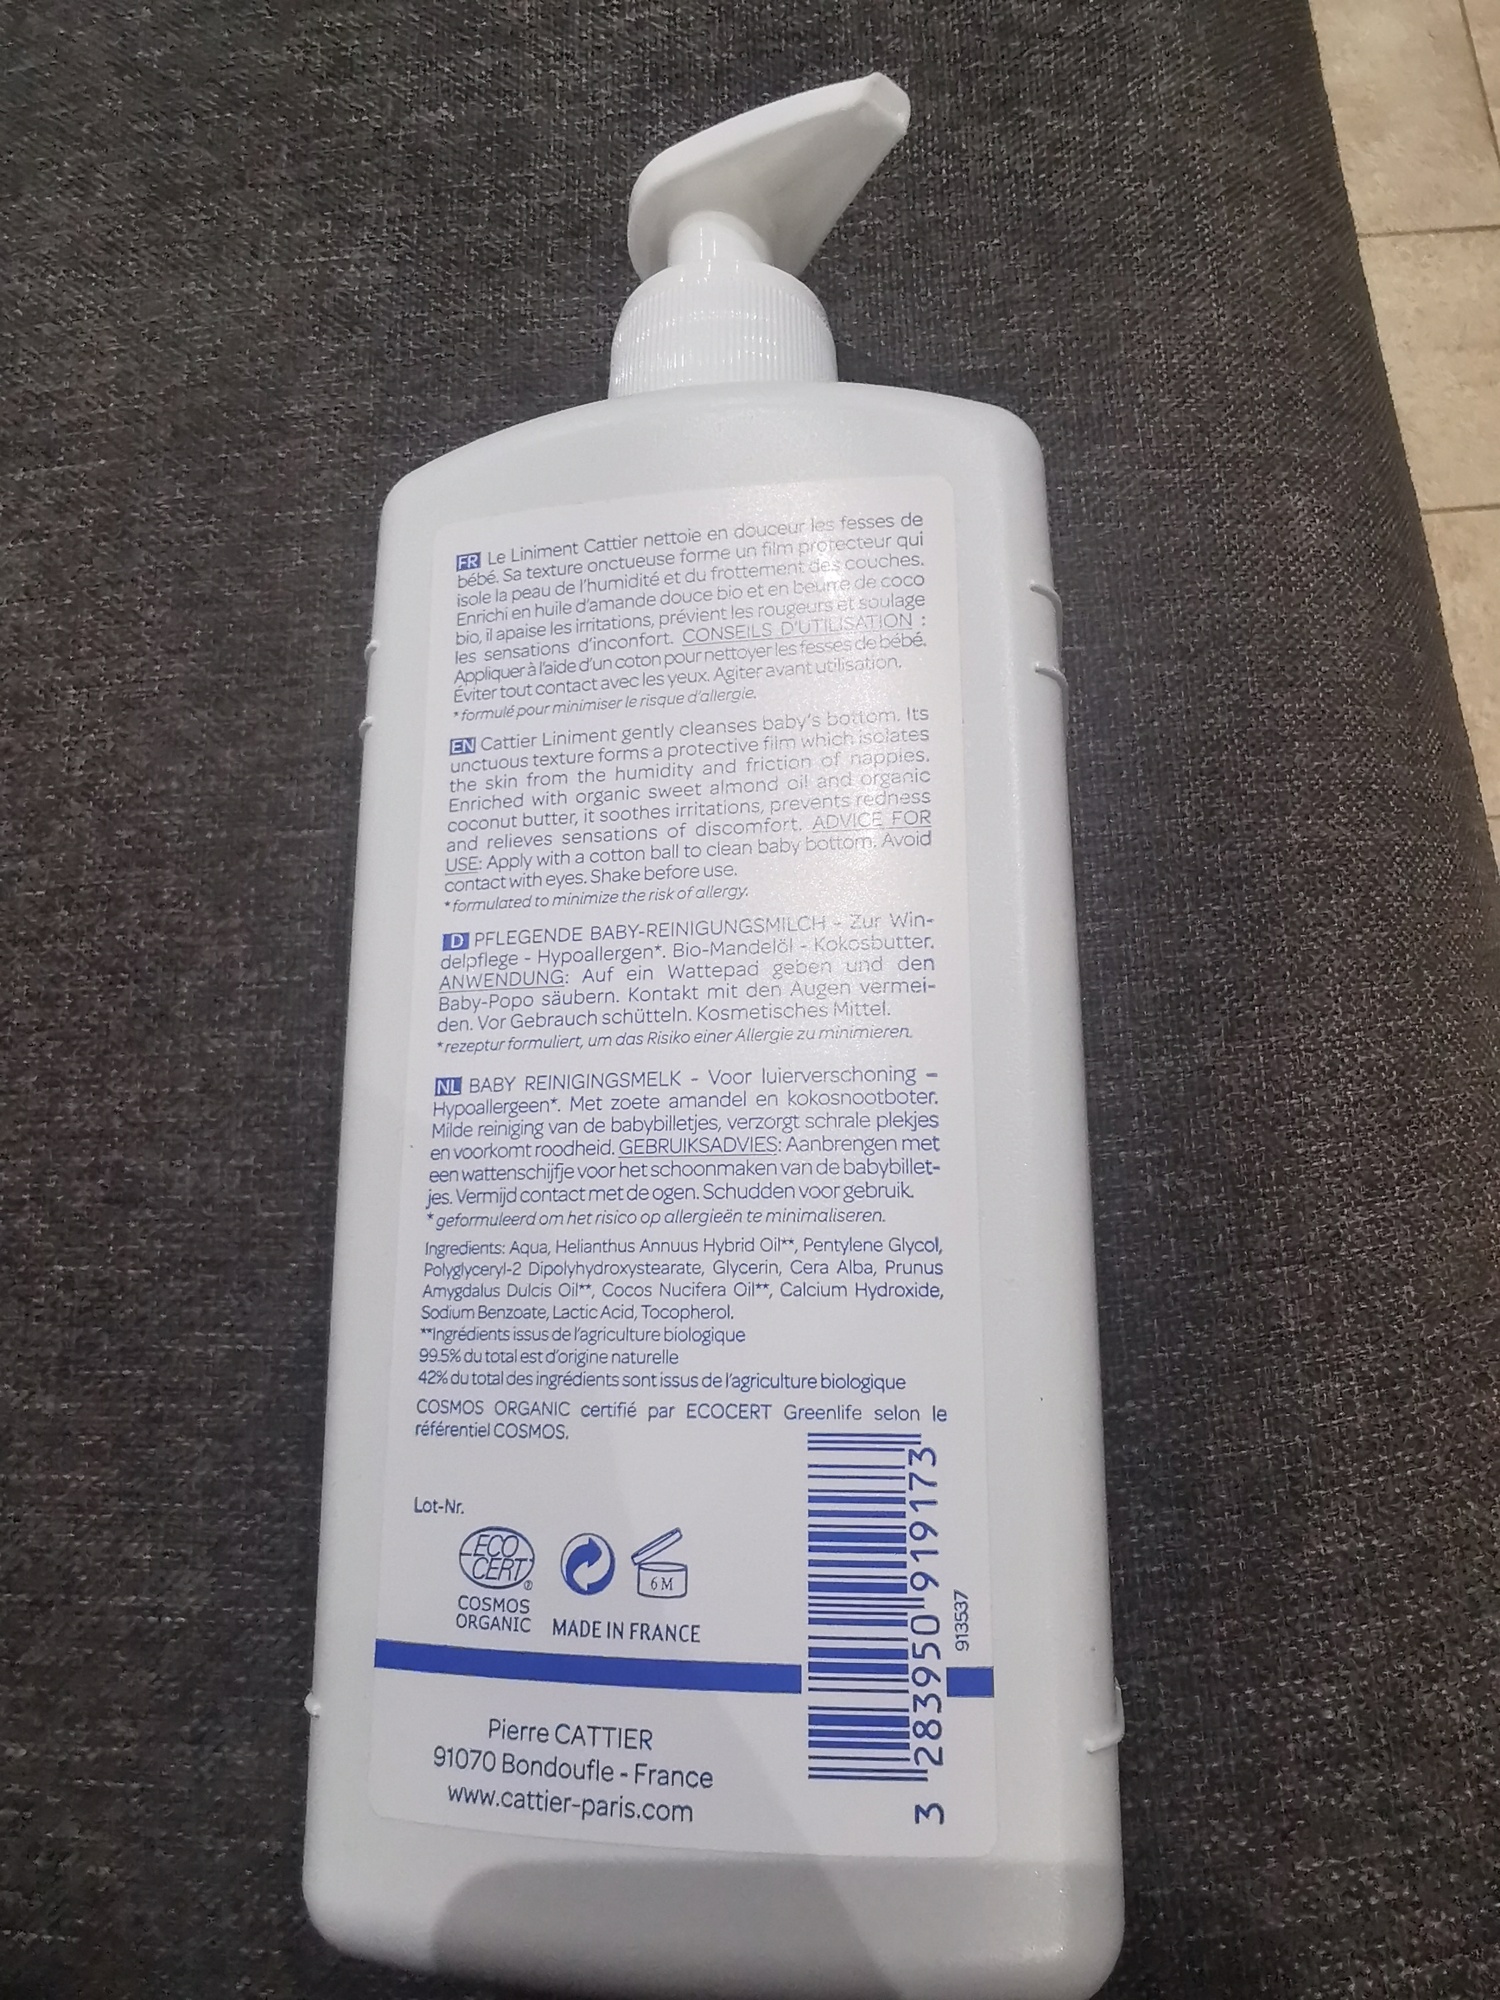 FR Le Liniment Cattier nettoie en douceur les fesses de
bébé. Sa texture onctueuse forme un film protecteur qui
isole la peau de l'humidité et du frottement des couches.
Enrichi en huile d'amande douce bio et en beurre de coco
bio, il apaise les irritations, prévient les rougeurs et soulage
les sensations d'inconfort. CONSEILS D'UTILISATION :
Appliquer à l'aide d'un coton pour nettoyer les fesses de bébé.
Éviter tout contact avec les yeux. Agiter avant utilisation.
*formulé pour minimiser le risque d'allergie.
EN Cattier Liniment gently cleanses baby's bottom. Its
unctuous texture forms a protective film which isolates
the skin from the humidity and friction of nappies.
Enriched with organic sweet almond oil and organic
coconut butter, it soothes irritations, prevents redness
and relieves sensations of discomfort. ADVICE FOR
USE: Apply with a cotton ball to clean baby bottom. Avoid
contact with eyes. Shake before use.
*formulated to minimize the risk of allergy.
D PFLEGENDE BABY-REINIGUNGSMILCH - Zur Win-
delpflege - Hypoallergen*. Bio-Mandelöl - Kokosbutter.
ANWENDUNG: Auf ein Wattepad geben und den
Baby-Popo säubern. Kontakt mit den Augen vermei-
den. Vor Gebrauch schütteln. Kosmetisches Mittel.
*rezeptur formuliert, um das Risiko einer Allergie zu minimieren.
NL BABY REINIGINGSMELK - Voor luierverschoning –
Hypoallergeen*. Met zoete amandel en kokosnootboter.
Milde reiniging van de babybilletjes, verzorgt schrale plekjes
en voorkomt roodheid. GEBRUIKSADVIES: Aanbrengen met
een wattenschijfje voor het schoonmaken van de babybillet-
jes. Vermijd contact met de ogen. Schudden voor gebruik.
*geformuleerd om het risico op allergieën te minimaliseren.
Ingredients: Aqua, Helianthus Annuus Hybrid Oil**, Pentylene Glycol,
Polyglyceryl-2 Dipolyhydroxystearate, Glycerin, Cera Alba, Prunus
Amygdalus Dulcis Oil**, Cocos Nucifera Oil**, Calcium Hydroxide,
Sodium Benzoate, Lactic Acid, Tocopherol.
**Ingrédients issus de l'agriculture biologique
99.5% du total est d'origine naturelle
42% du total des ingrédients sont issus de l'agriculture biologique
COSMOS ORGANIC certifié par ECOCERT Greenlife selon le
référentiel COSMOS.
Lot-Nr.
ECO
CERT
®
COSMOS
ORGANIC
6 M
MADE IN FRANCE
3 283950 919173
913537
Pierre CATTIER
91070 Bondoufle - France
www.cattier-paris.com